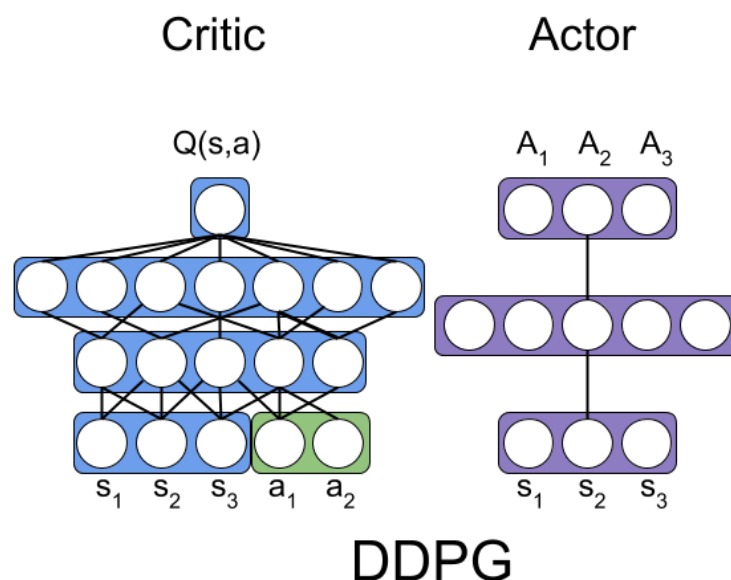 Critic Actor
Q(s,a) A₁ A₂ A₃
s₁ s₂ s₃ a₁ a₂ s₁ s₂ s₃
DDPG